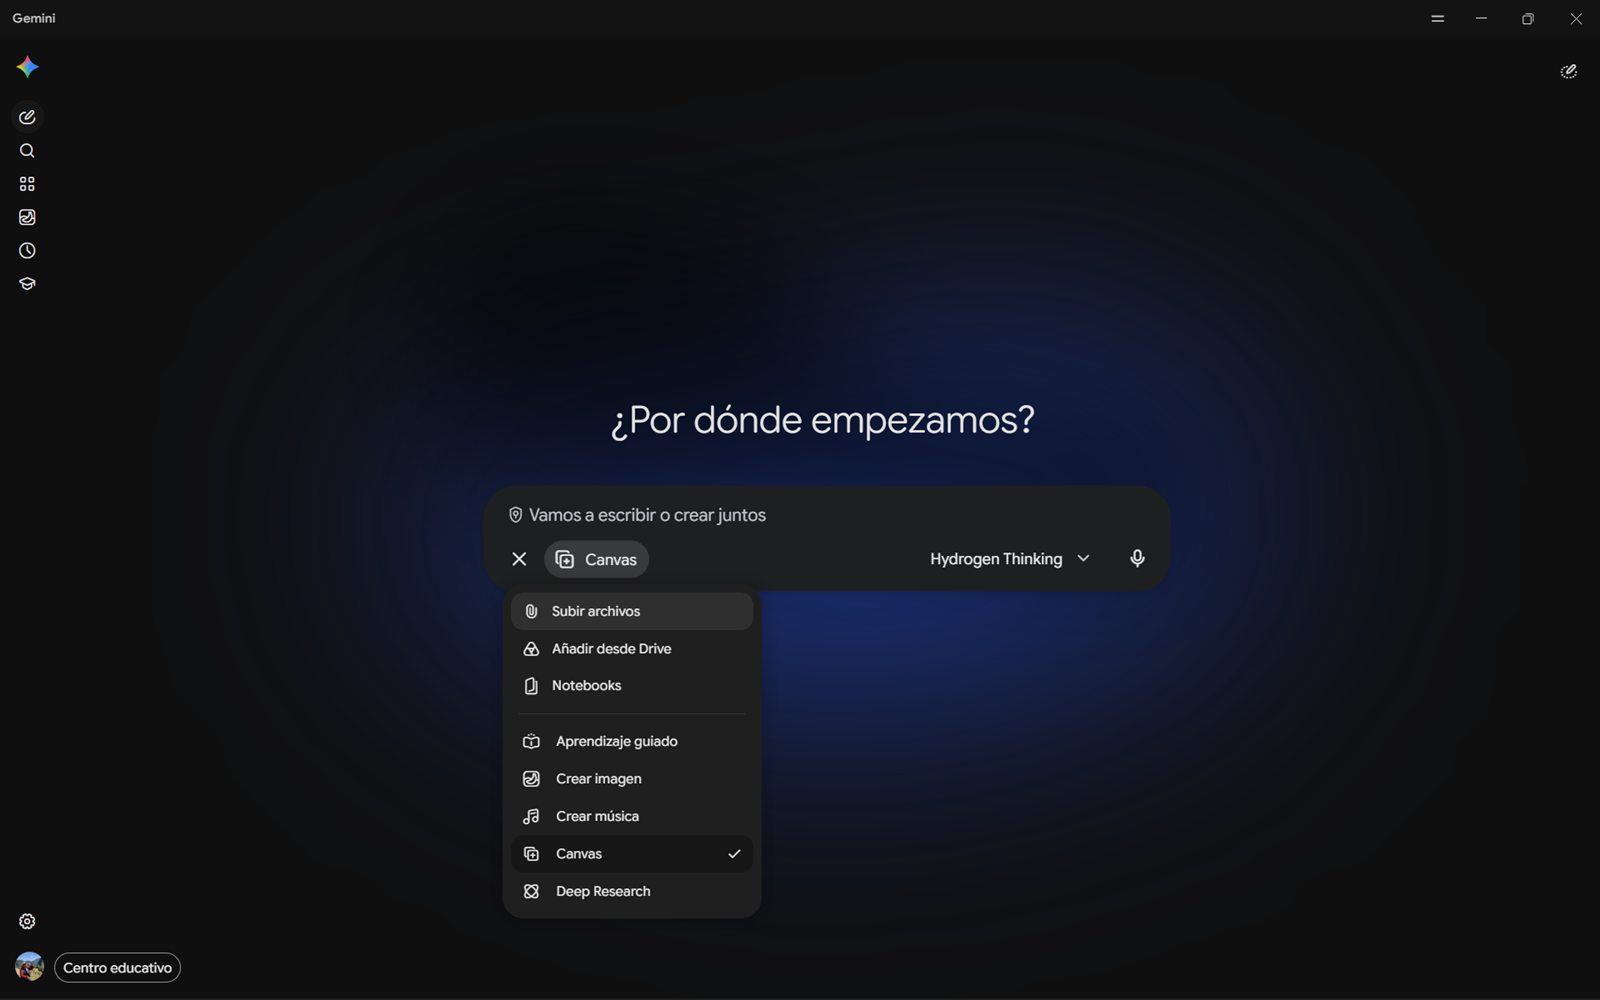 Gemini
¿Por dónde empezamos?
Vamos a escribir o crear juntos
Canvas
Hydrogen Thinking
Subir archivos
Añadir desde Drive
Notebooks
Aprendizaje guiado
Crear imagen
Crear música
Canvas
Deep Research
Centro educativo